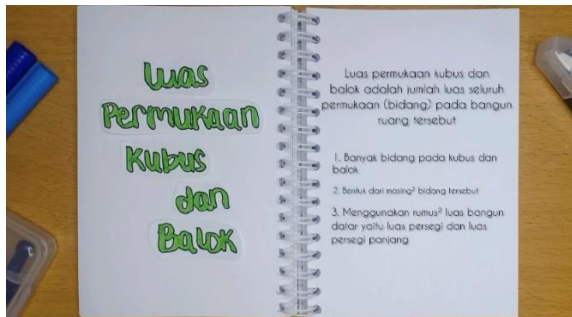 Luas
Permukaan
Kubus
dan
Balok
Luas permukaan kubus dan
balok adalah jumlah luas seluruh
permukaan (bidang) pada bangun
ruang tersebut
1. Banyak bidang pada kubus dan
balok
2. Bentuk dari masing² bidang tersebut
3. Menggunakan rumus² luas bangun
datar yaitu luas persegi dan luas
persegi panjang